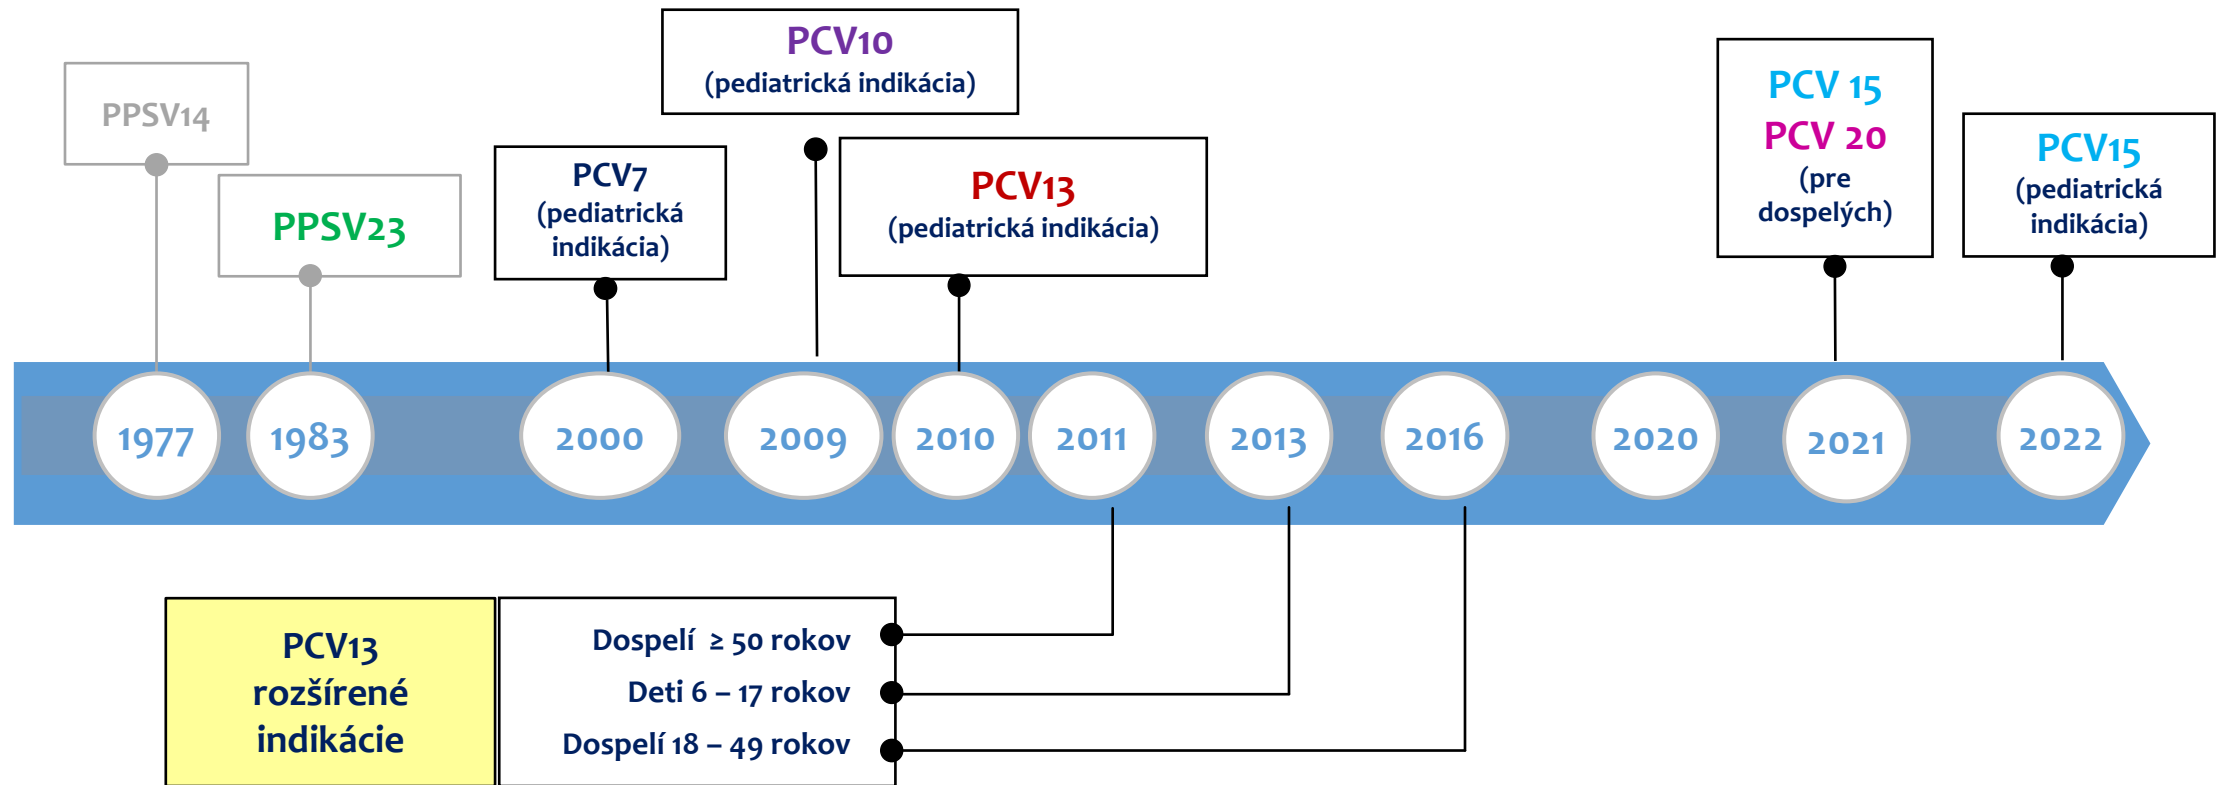 PPSV14
PPSV23
PCV7
(pediatrická
indikácia)
PCV10
(pediatrická indikácia)
PCV13
(pediatrická indikácia)
PCV 15
PCV 20
(pre
dospelých)
PCV15
(pediatrická
indikácia)
1977
1983
2000
2009
2010
2011
2013
2016
2020
2021
2022
PCV13
rozšírené
indikácie
Dospelí ≥ 50 rokov
Deti 6 – 17 rokov
Dospelí 18 – 49 rokov